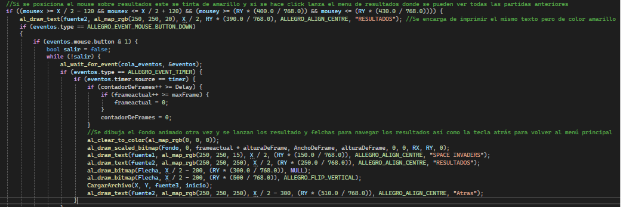 //Si se posiciona el mouse sobre resultados este se tinta de amarillo y si se hace click lanza el menu de resultados donde se pueden ver todas las partidas anteriores
if ((mousex >= X / 2 - 120 && mousex <= X / 2 + 120) && (mousey >= (RY * (400.0 / 768.0)) && mousey <= (RY * (430.0 / 768.0)))) {
al_draw_text(fuente2, al_map_rgb(250, 250, 20), X / 2, (RY * (390.0 / 768.0)), ALLEGRO_ALIGN_CENTRE, "RESULTADOS"); //Se encarga de imprimir el mismo texto pero de color amarillo
if (eventos.type == ALLEGRO_EVENT_MOUSE_BUTTON_DOWN)
{
if (eventos.mouse.button & 1) {
bool salir = false;
while (!salir) {
al_wait_for_event(cola_eventos, &eventos);
if (eventos.type == ALLEGRO_EVENT_TIMER) {
if (eventos.timer.source == timer) {
if (contadorDeFrames++ >= Delay) {
if (frameactual++ >= maxFrame) {
frameactual = 0;
}
contadorDeFrames = 0;
}
//Se dibuja el fondo animado otra vez y se lanzan los resultado y felchas para navegar los resultados asi como la tecla atrás para volver al menú principal
al_clear_to_color(al_map_rgb(0, 0, 0));
al_draw_scaled_bitmap(Fondo, 0, frameactual * alturaDeFrame, AnchoDeFrame, alturaDeFrame, 0, 0, RX, RY, 0);
al_draw_text(fuente1, al_map_rgb(250, 250, 15), X / 2, (RY * (150.0 / 768.0)), ALLEGRO_ALIGN_CENTRE, "SPACE INVADERS");
al_draw_text(fuente2, al_map_rgb(250, 250, 250), X / 2, (RY * (250.0 / 768.0)), ALLEGRO_ALIGN_CENTRE, "RESULTADOS");
al_draw_bitmap(Flecha, X / 2 - 200, (RY * (300.0 / 768.0)), NULL);
al_draw_bitmap(Flecha, X / 2 - 200, (RY * (500 / 768.0)), ALLEGRO_FLIP_VERTICAL);
CargarArchivo(X, Y, fuente3, inicio);
al_draw_text(fuente2, al_map_rgb(250, 250, 250), X / 2 - 300, (RY * (510.0 / 768.0)), ALLEGRO_ALIGN_CENTRE, "Atras");
}